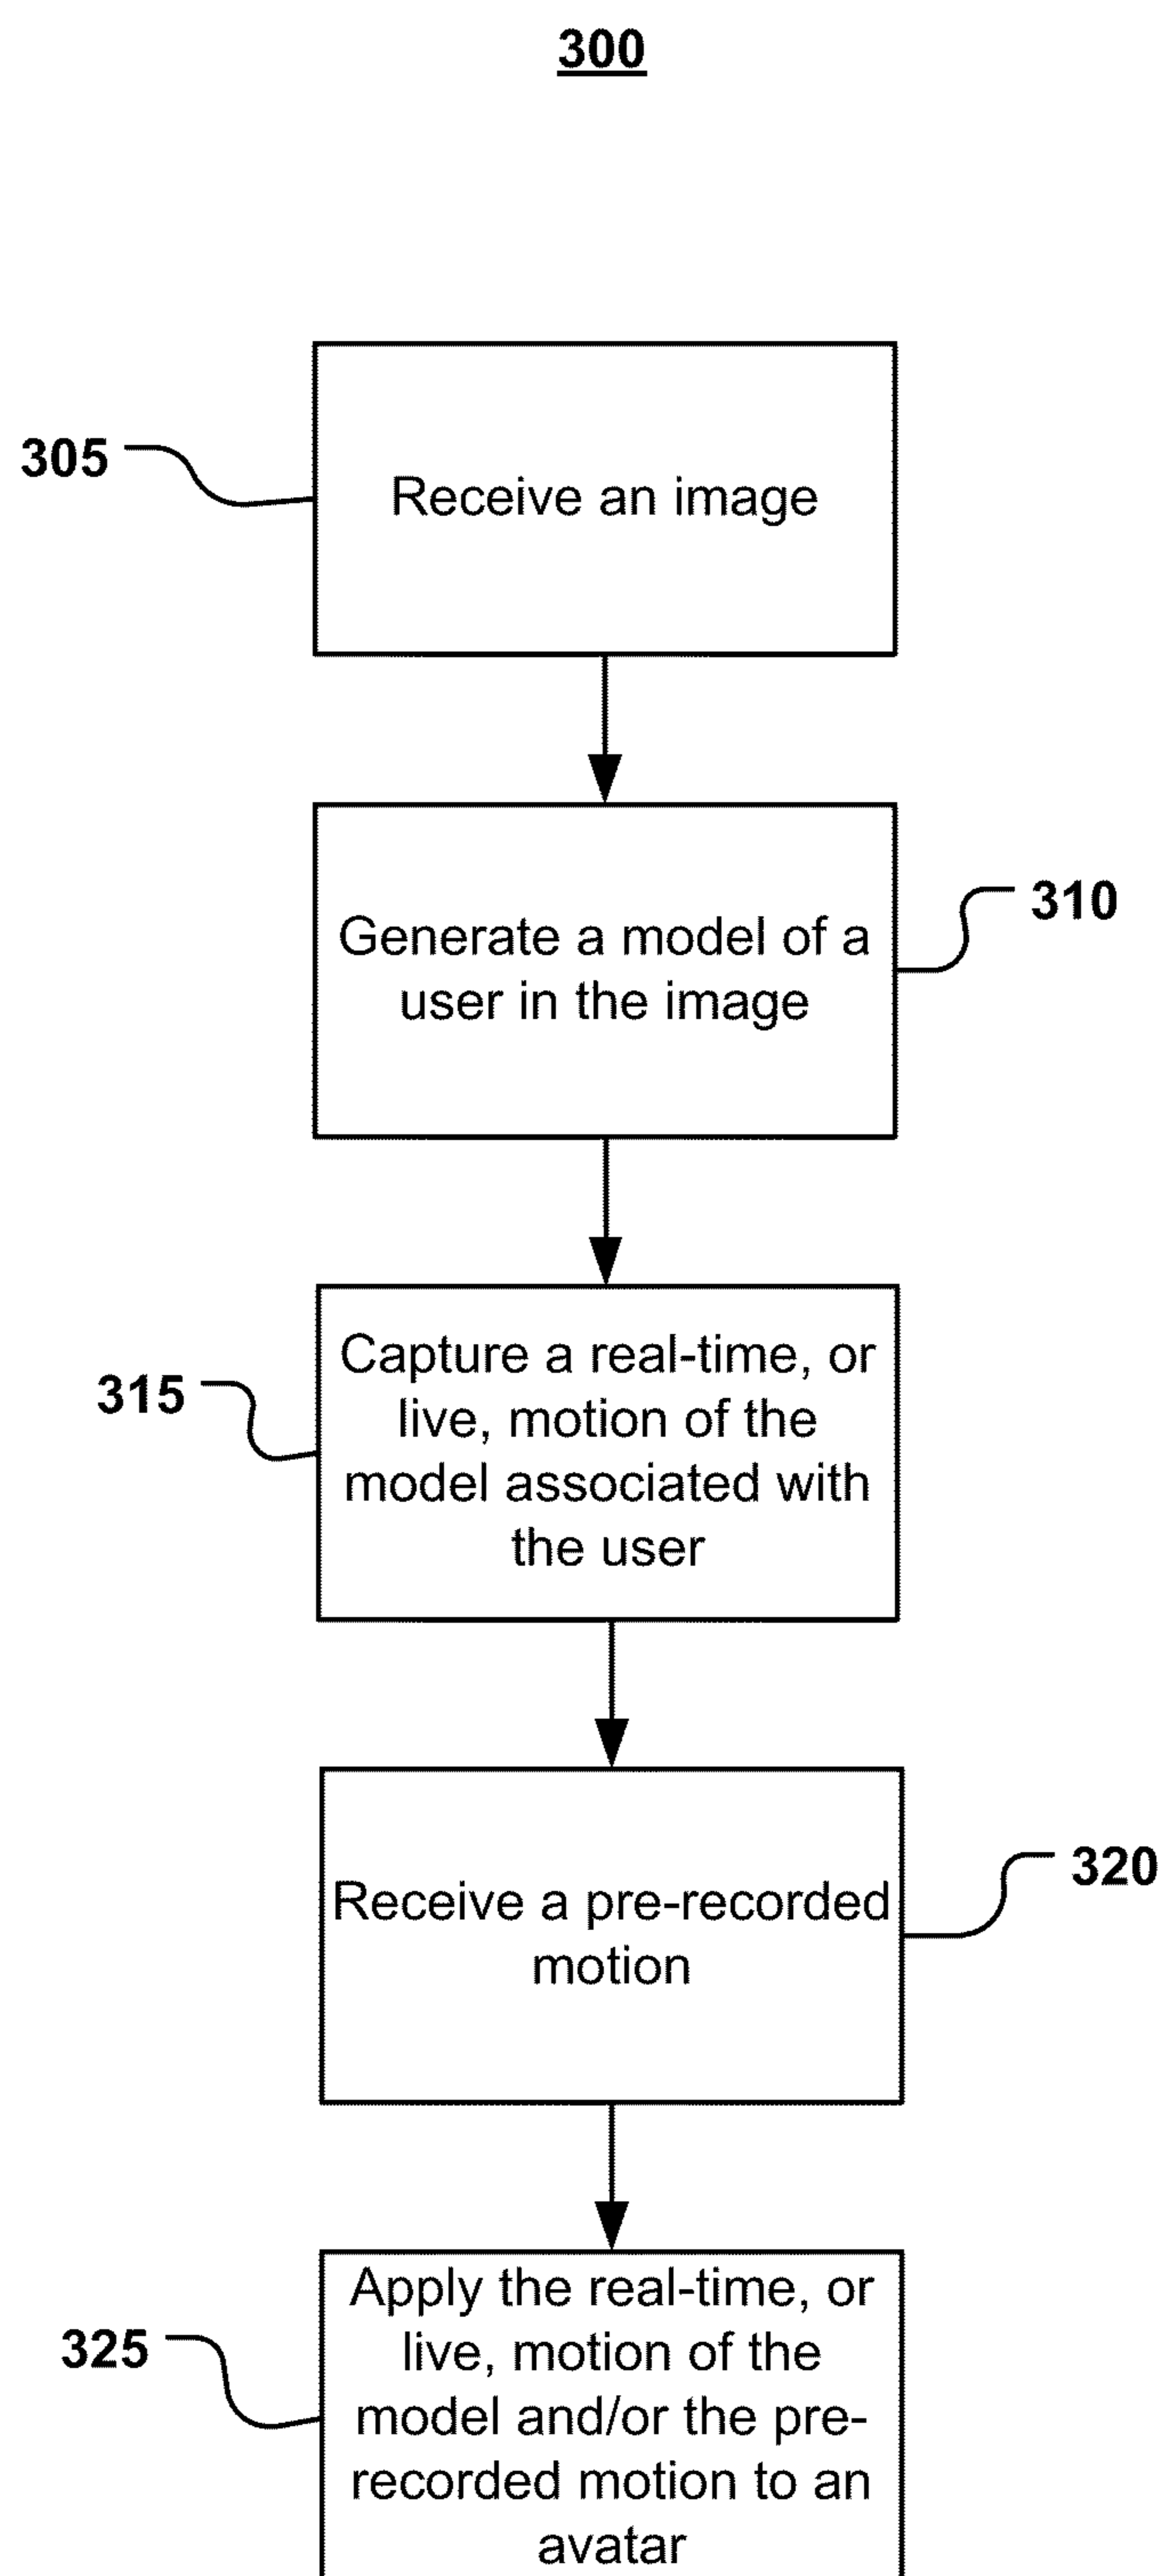 300
305
Receive an image
310
Generate a model of a
user in the image
315
Capture a real-time, or
live, motion of the
model associated with
the user
320
Receive a pre-recorded
motion
325
Apply the real-time, or
live, motion of the
model and/or the pre-
recorded motion to an
avatar